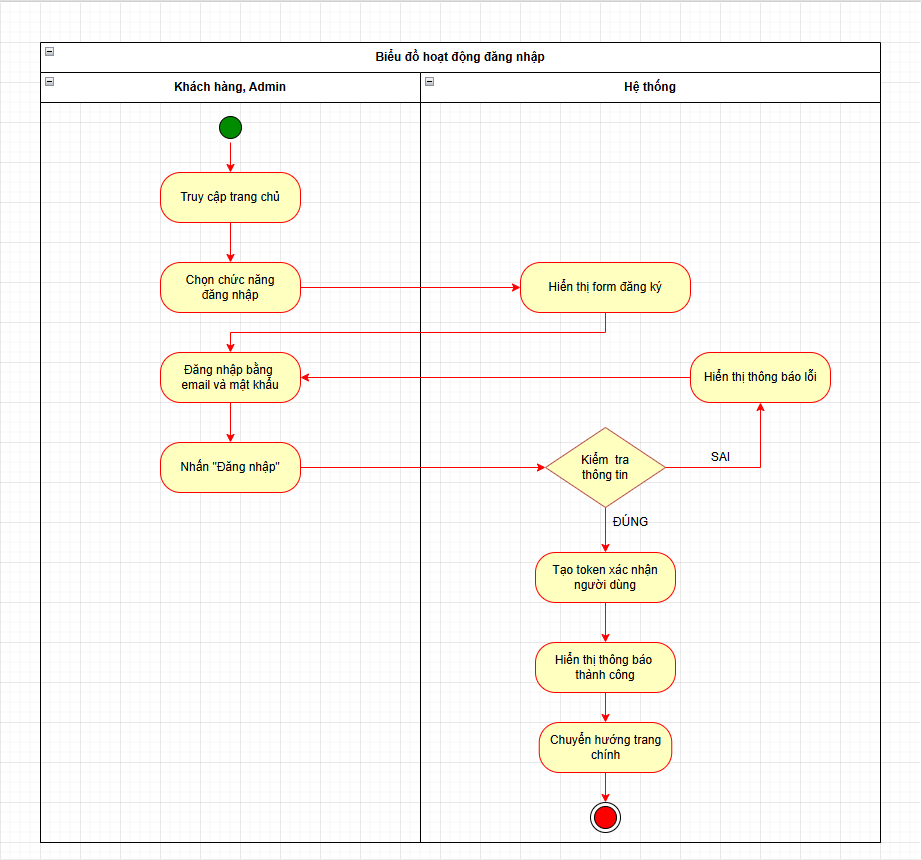 Biểu đồ hoạt động đăng nhập
Khách hàng, Admin
Hệ thống
Truy cập trang chủ
Chọn chức năng
đăng nhập
Hiển thị form đăng ký
Đăng nhập bằng
email và mật khẩu
Hiển thị thông báo lỗi
Nhấn "Đăng nhập"
Kiểm tra
thông tin
SAI
ĐÚNG
Tạo token xác nhận
người dùng
Hiển thị thông báo
thành công
Chuyển hướng trang
chính